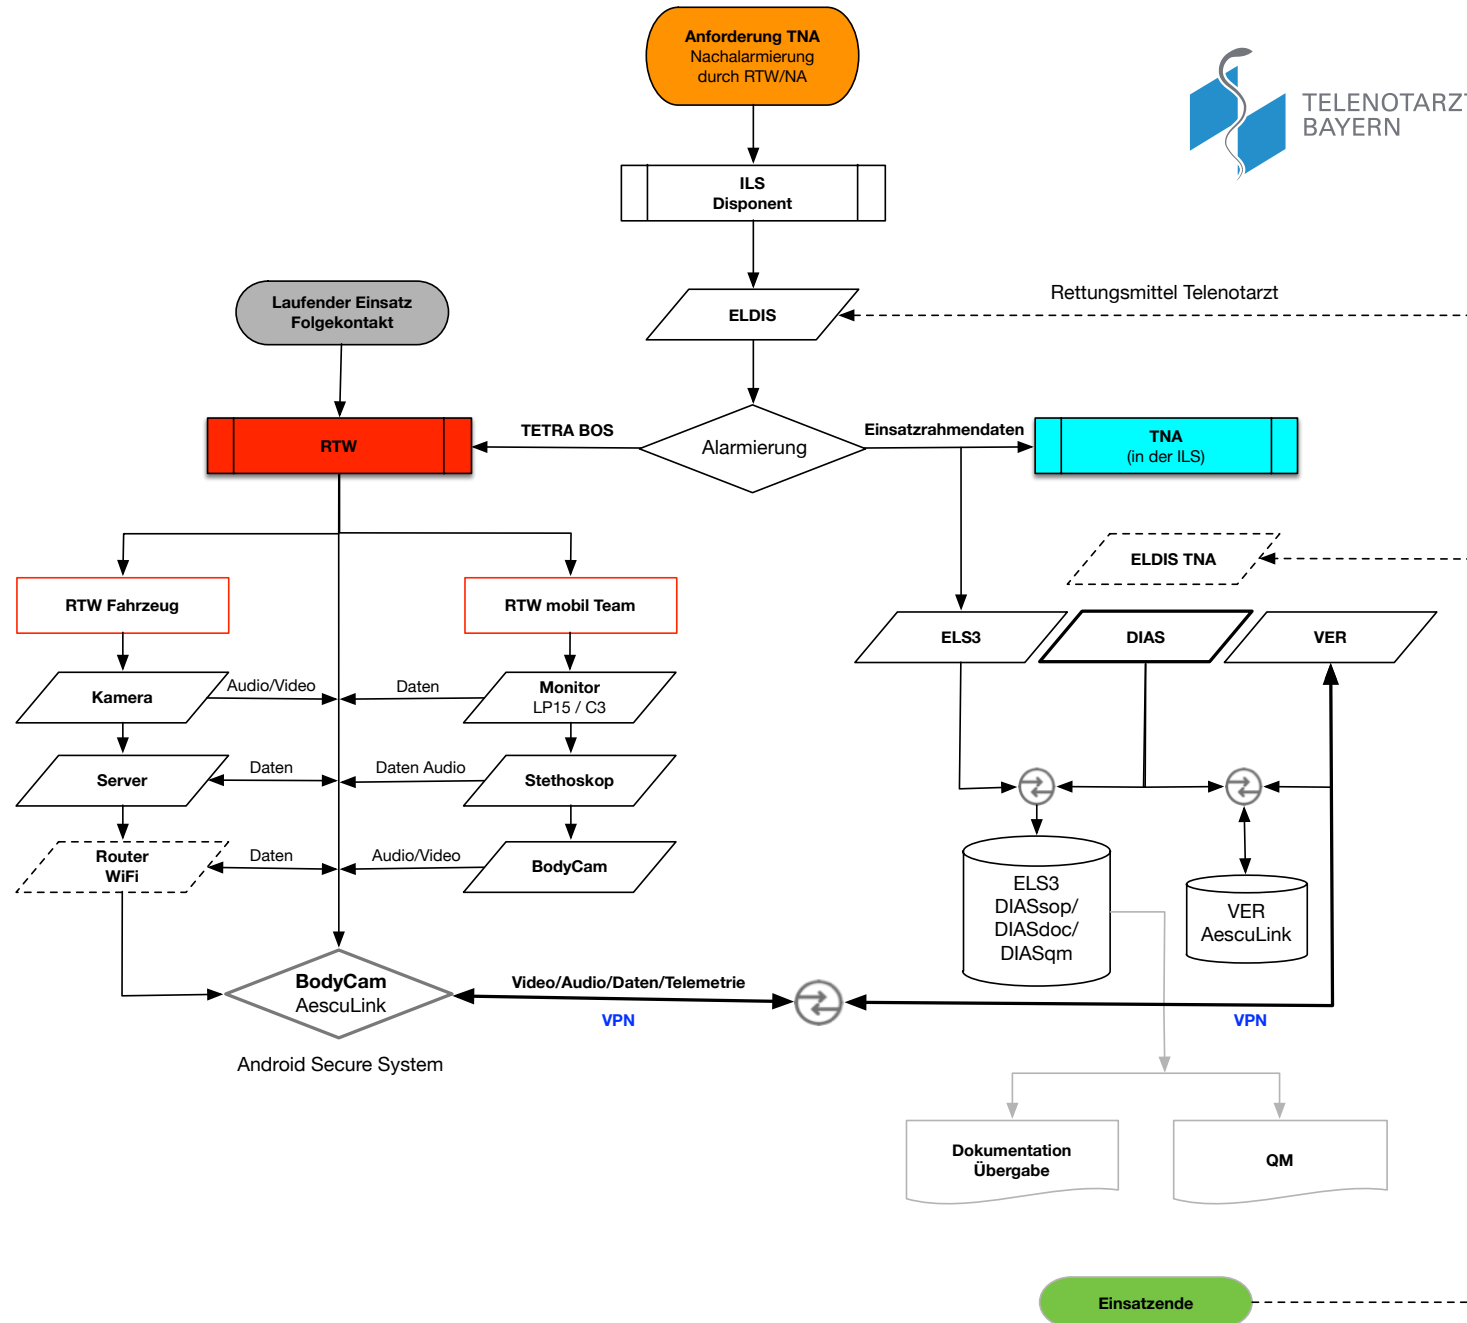 Anforderung TNA
Nachalarmierung
durch RTW/NA
TELENOTARZT
BAYERN
ILS
Disponent
Laufender Einsatz
Folgekontakt
ELDIS
Rettungsmittel Telenotarzt
RTW
TETRA BOS
Alarmierung
Einsatzrahmendaten
TNA
(in der ILS)
ELDIS TNA
RTW Fahrzeug
RTW mobil Team
ELS3
DIAS
VER
Kamera
Audio/Video
Daten
Monitor
LP15 / C3
Server
Daten
Daten Audio
Stethoskop
Router
WiFi
Daten
Audio/Video
BodyCam
ELS3
DIASsop/
DIASdoc/
DIASqm
VER
AescuLink
BodyCam
AescuLink
Video/Audio/Daten/Telemetrie
VPN
VPN
Android Secure System
Dokumentation
Übergabe
QM
Einsatzende